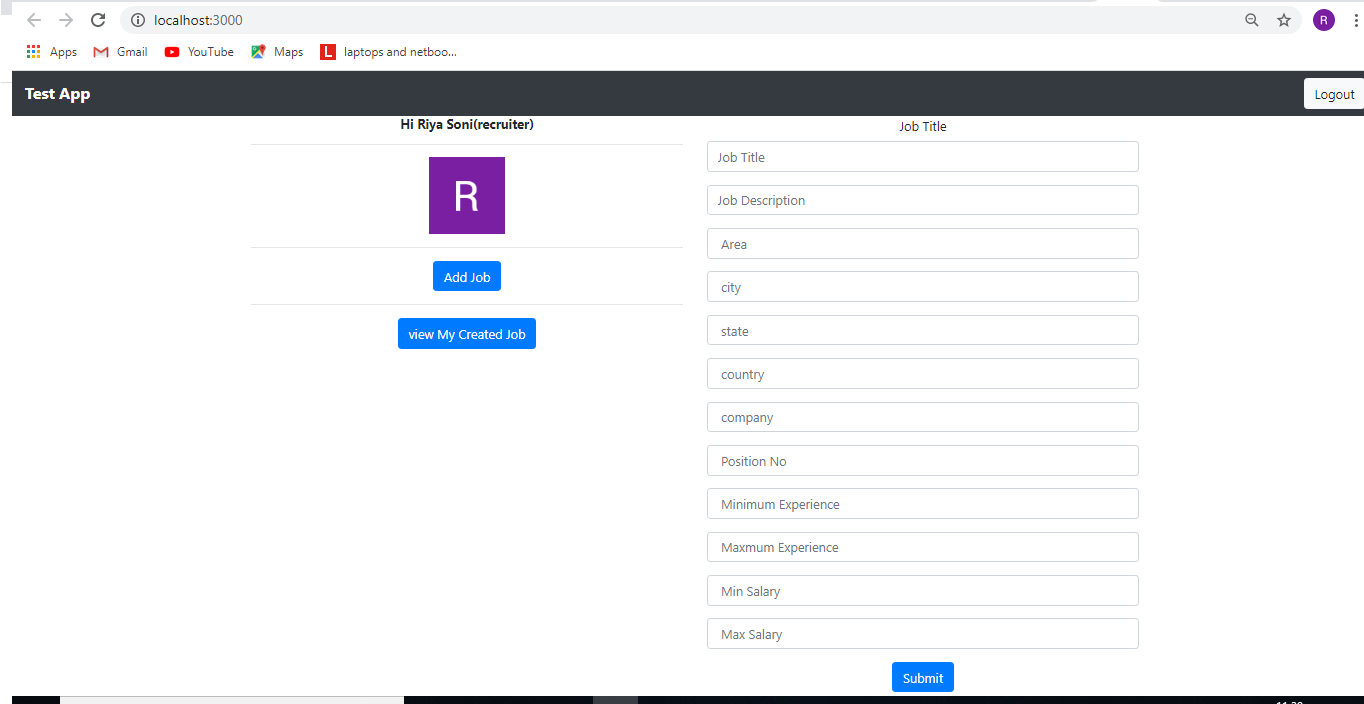 localhost:3000
R
Apps Gmail YouTube Maps L laptops and netboo...
Test App
Logout
Hi Riya Soni(recruiter)
R
Add Job
view My Created Job
Job Title
Job Title
Job Description
Area
city
state
country
company
Position No
Minimum Experience
Maxmum Experience
Min Salary
Max Salary
Submit